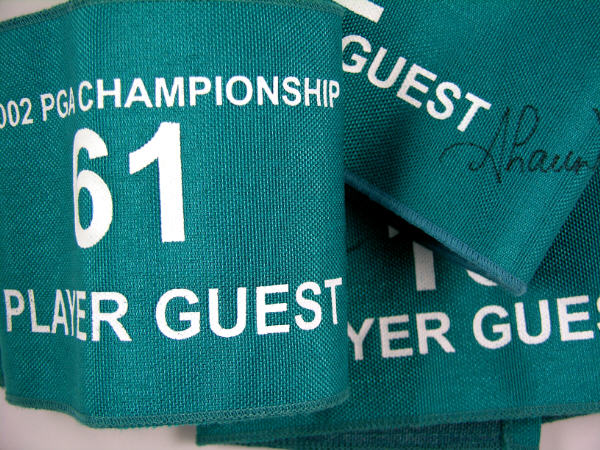 002 PGA CHAMPIONSHIP
61
PLAYER GUEST
GUEST
YER GUES